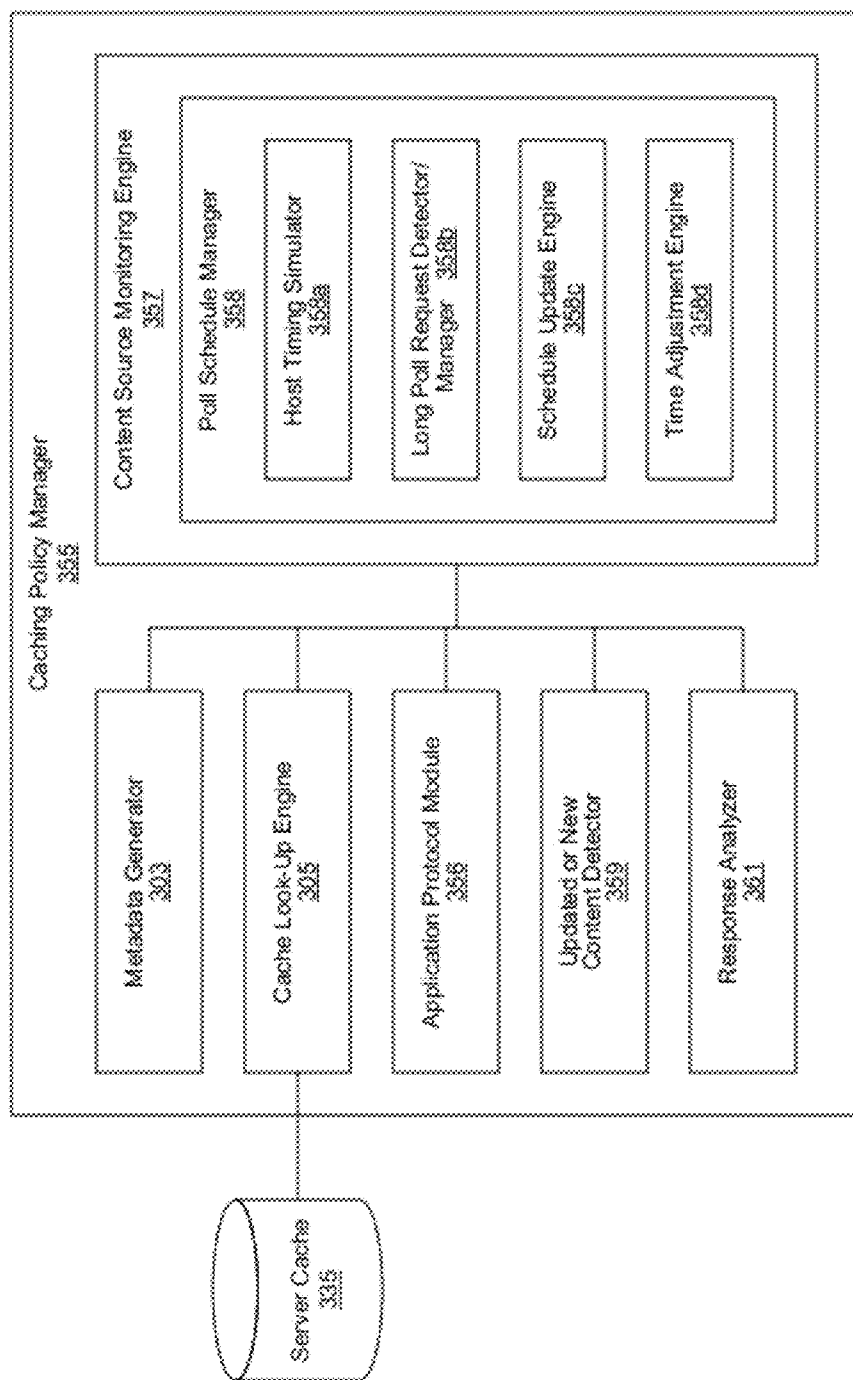 Caching Policy Manager
355
Metadata Generator
303
Cache Look-Up Engine
305
Application Protocol Module
356
Updated or New
Content Detector
359
Response Analyzer
361
Content Source Monitoring Engine
357
Poll Schedule Manager
358
Host Timing Simulator
358a
Long Poll Request Detector/
Manager 358b
Schedule Update Engine
358c
Time Adjustment Engine
358d
Server Cache
335